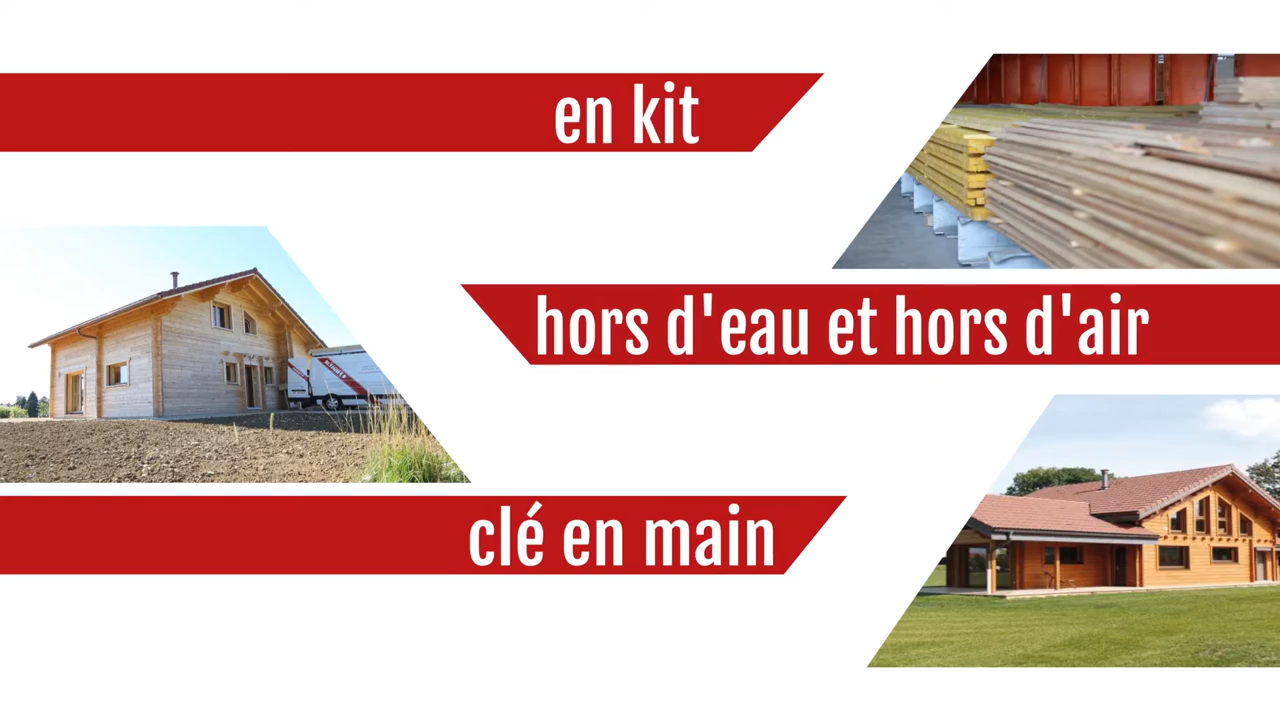 en kit
hors d'eau et hors d'air
clé en main